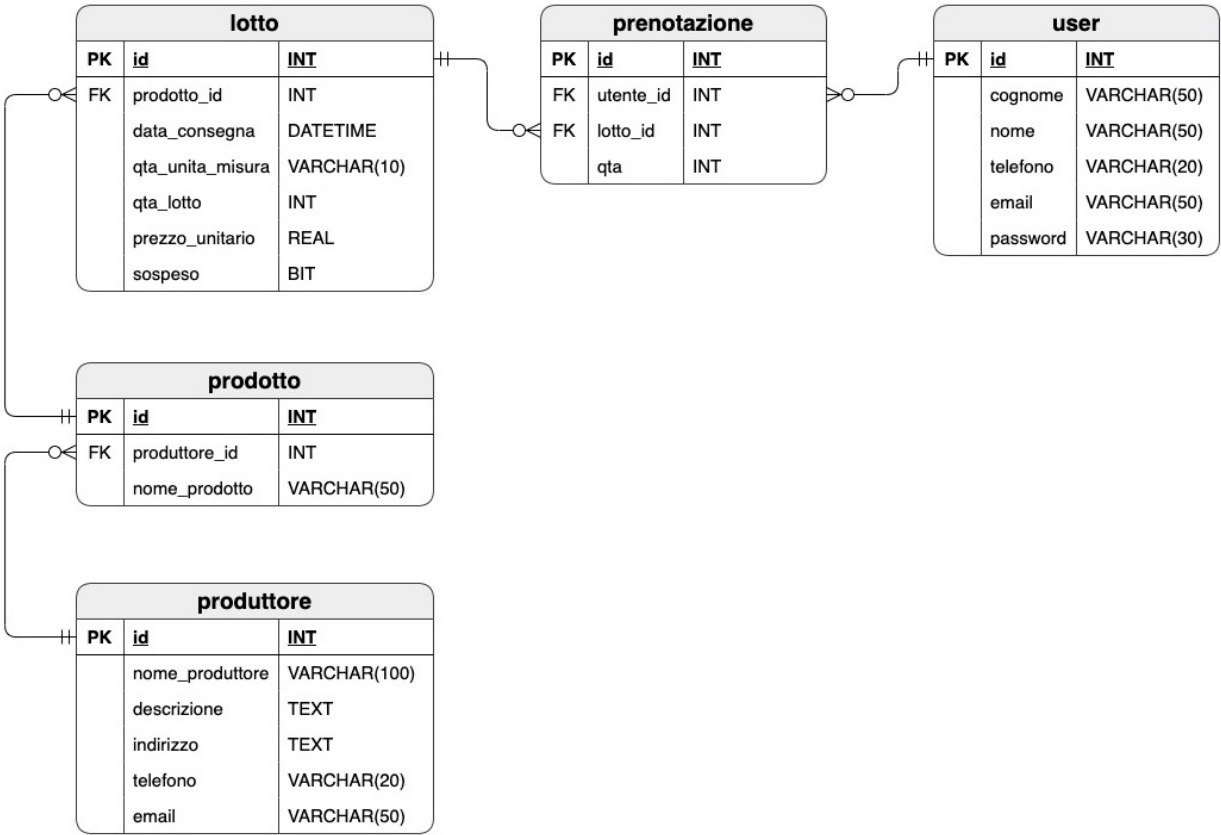 lotto
PK id INT
FK prodotto_id INT
data_consegna DATETIME
qta_unita_misura VARCHAR(10)
qta_lotto INT
prezzo_unitario REAL
sospeso BIT
prenotazione
PK id INT
FK utente_id INT
FK lotto_id INT
qta INT
user
PK id INT
cognome VARCHAR(50)
nome VARCHAR(50)
telefono VARCHAR(20)
email VARCHAR(50)
password VARCHAR(30)
prodotto
PK id INT
FK produttore_id INT
nome_prodotto VARCHAR(50)
produttore
PK id INT
nome_produttore VARCHAR(100)
descrizione TEXT
indirizzo TEXT
telefono VARCHAR(20)
email VARCHAR(50)